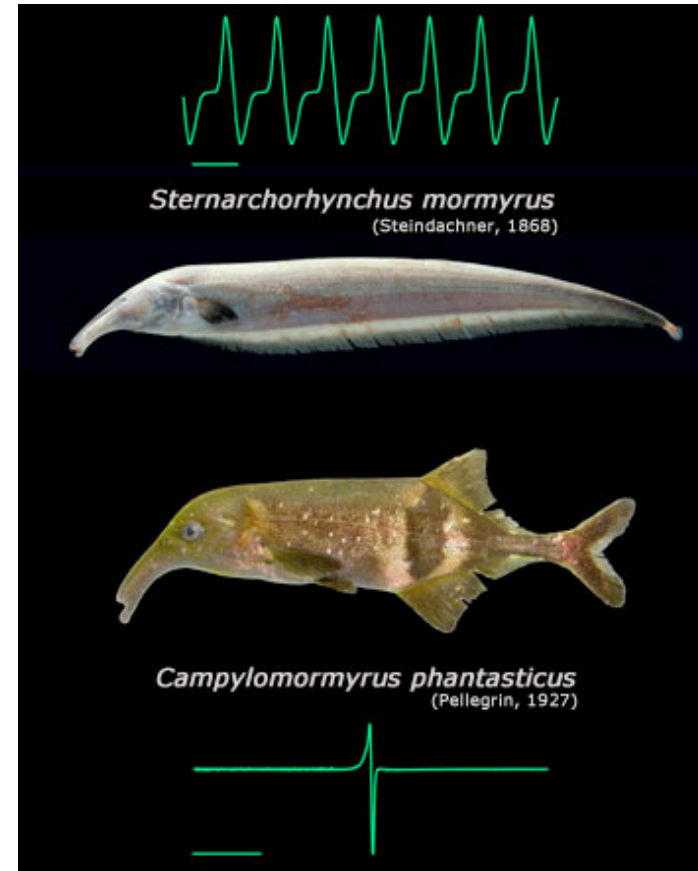 Sternarchorhynchus mormyrus
(Steindachner, 1868)
Campylomormyrus phantasticus
(Pellegrin, 1927)